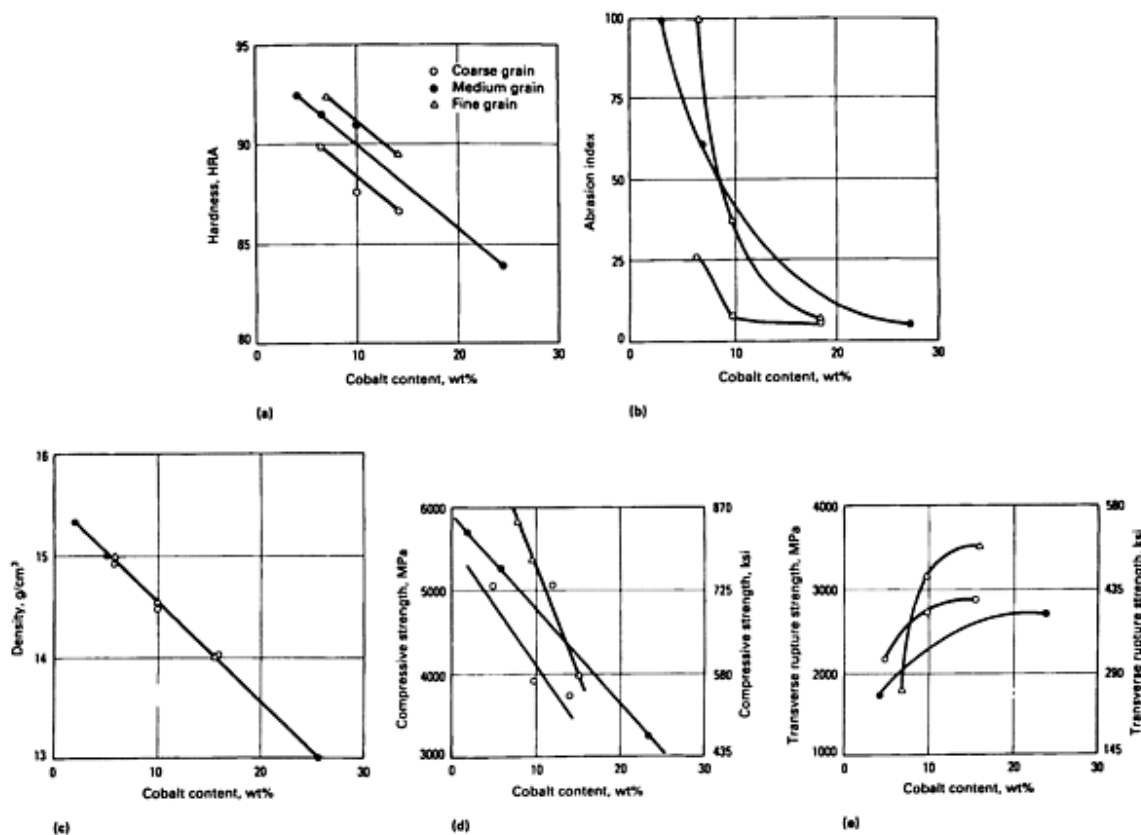 95
90
85
80
Hardness, HRA
Coarse grain
Medium grain
Fine grain
0 10 20 30
Cobalt content, wt%
(a)
100
75
50
25
0
Abrasion index
0 10 20 30
Cobalt content, wt%
(b)
16
15
14
13
Density, g/cm³
0 10 20 30
Cobalt content, wt%
(c)
6000
5000
4000
3000
Compressive strength, MPa
870
725
580
435
Compressive strength, ksi
0 10 20 30
Cobalt content, wt%
(d)
4000
3000
2000
1000
Transverse rupture strength, MPa
580
435
290
145
Transverse rupture strength, ksi
0 10 20 30
Cobalt content, wt%
(e)